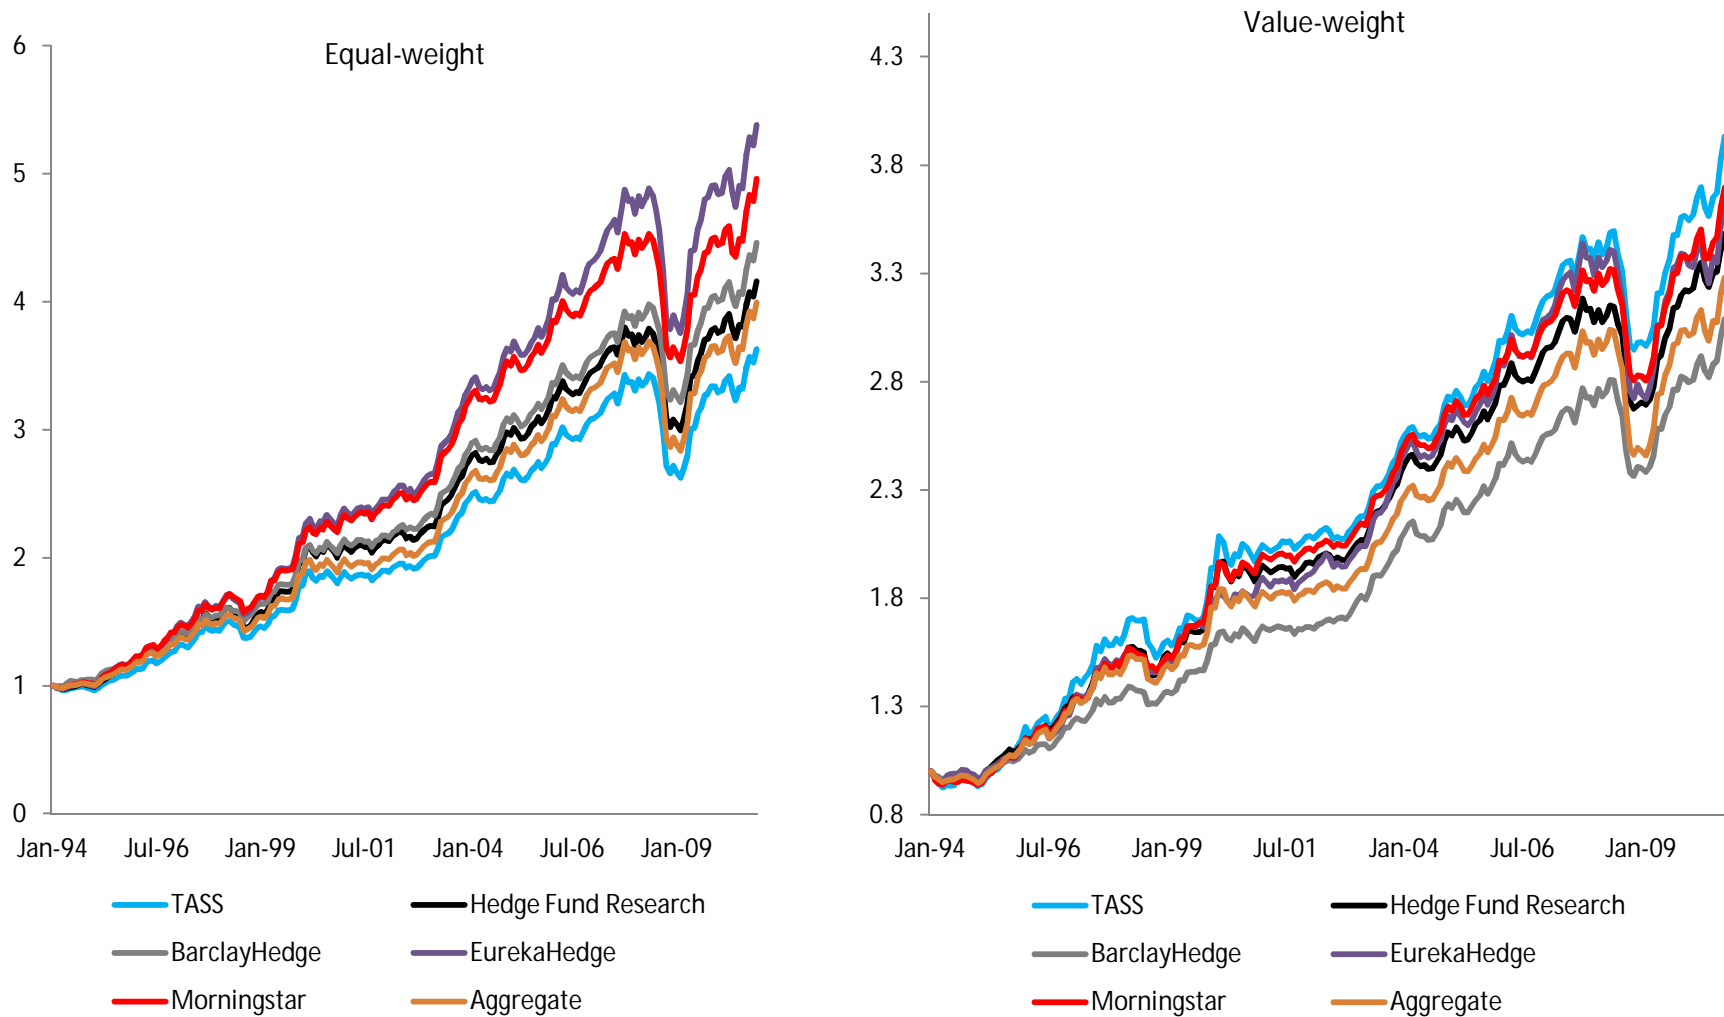 Equal-weight
6
5
4
3
2
1
0
Jan-94 Jul-96 Jan-99 Jul-01 Jan-04 Jul-06 Jan-09
TASS Hedge Fund Research
BarclayHedge EurekaHedge
Morningstar Aggregate
Value-weight
4.3
3.8
3.3
2.8
2.3
1.8
1.3
0.8
Jan-94 Jul-96 Jan-99 Jul-01 Jan-04 Jul-06 Jan-09
TASS Hedge Fund Research
BarclayHedge EurekaHedge
Morningstar Aggregate